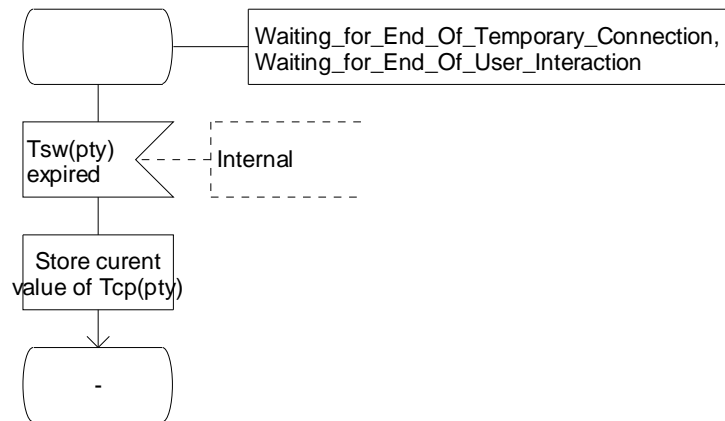 Waiting_for_End_Of_Temporary_Connection,
Waiting_for_End_Of_User_Interaction
Tsw(pty)
expired
Internal
Store curent
value of Tcp(pty)
-